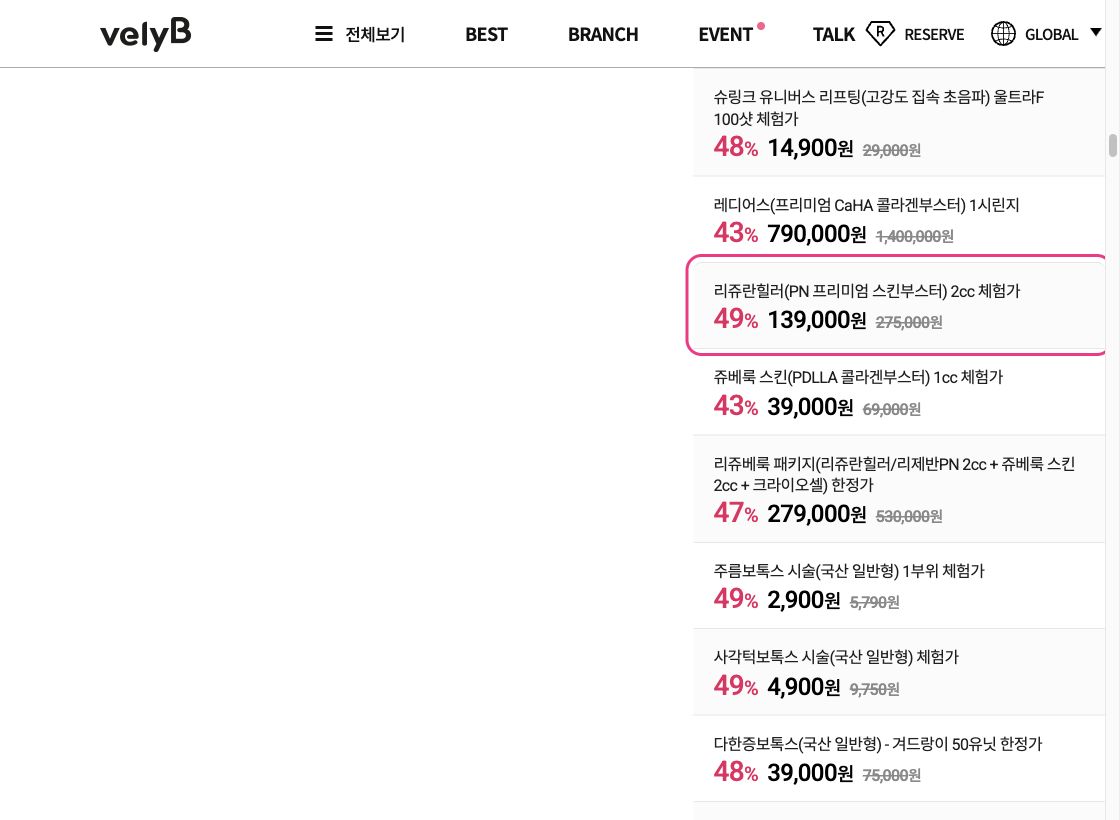 velyB
전체보기
BEST
BRANCH
EVENT
TALK
R
RESERVE
GLOBAL
슈링크 유니버스 리프팅(고강도 집속 초음파) 울트라F
100샷 체험가
48% 14,900원 29,000원
레디어스(프리미엄 CaHA 콜라겐부스터) 1시린지
43% 790,000원 1,400,000원
리쥬란힐러(PN 프리미엄 스킨부스터) 2cc 체험가
49% 139,000원 275,000원
쥬베룩 스킨(PDLLA 콜라겐부스터) 1cc 체험가
43% 39,000원 69,000원
리쥬베룩 패키지(리쥬란힐러/리제반PN 2cc + 쥬베룩 스킨
2cc + 크라이오셀) 한정가
47% 279,000원 530,000원
주름보톡스 시술(국산 일반형) 1부위 체험가
49% 2,900원 5,790원
사각턱보톡스 시술(국산 일반형) 체험가
49% 4,900원 9,750원
다한증보톡스(국산 일반형) - 겨드랑이 50유닛 한정가
48% 39,000원 75,000원